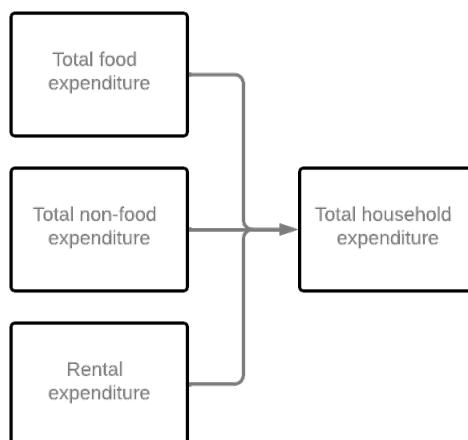 Total food
expenditure
Total non-food
expenditure
Total household
expenditure
Rental
expenditure